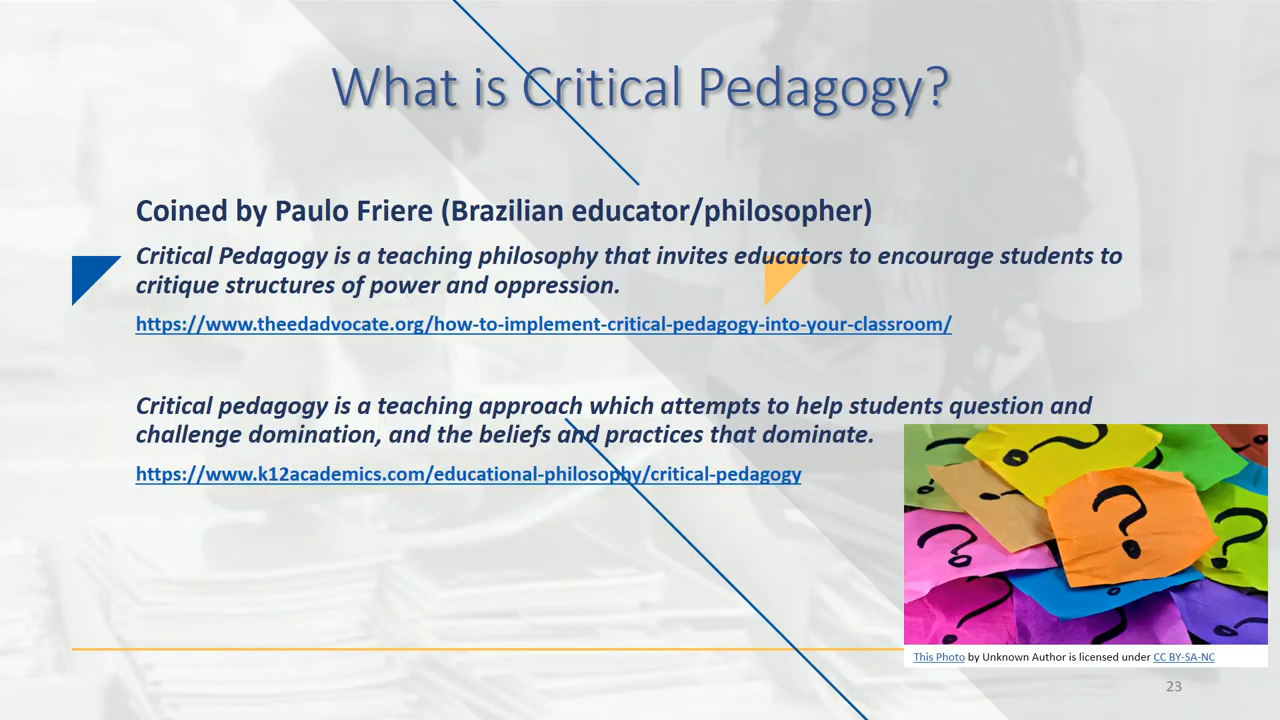 What is Critical Pedagogy?
Coined by Paulo Friere (Brazilian educator/philosopher)
Critical Pedagogy is a teaching philosophy that invites educators to encourage students to
critique structures of power and oppression.
https://www.theedadvocate.org/how-to-implement-critical-pedagogy-into-your-classroom/
Critical pedagogy is a teaching approach which attempts to help students question and
challenge domination, and the beliefs and practices that dominate.
https://www.k12academics.com/educational-philosophy/critical-pedagogy
? ? ? ? ? ? ?
This Photo by Unknown Author is licensed under CC BY-SA-NC
23